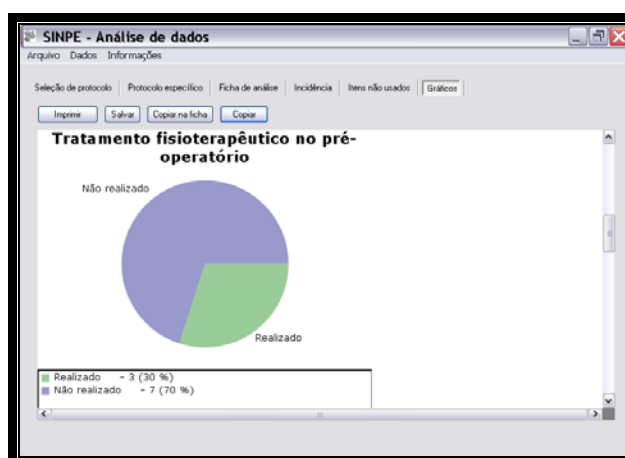 SINPE - Análise de dados
Arquivo Dados Informações
Seleção de protocolo Protocolo específico Ficha de análise Incidência Itens não usados Gráficos
Imprimir Salvar Copiar na ficha Copiar
Tratamento fisioterapêutico no pré-
operatório
Não realizado
Realizado
Realizado - 3 (30 %)
Não realizado - 7 (70 %)